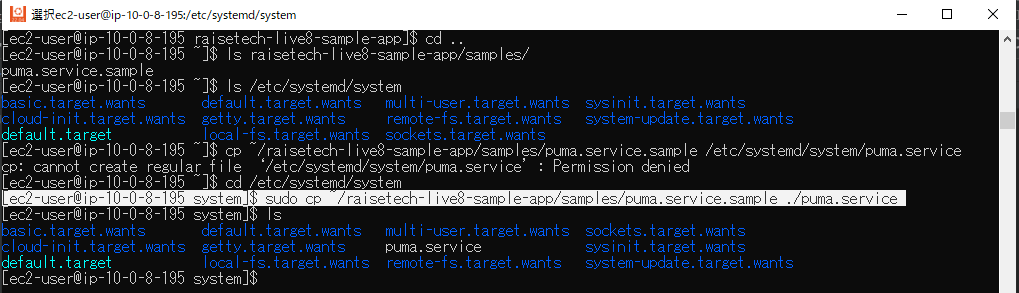 選択ec2-user@ip-10-0-8-195:/etc/systemd/system
[ec2-user@ip-10-0-8-195 raisetech-live8-sample-app]$ cd ..
[ec2-user@ip-10-0-8-195 ~]$ ls raisetech-live8-sample-app/samples/
puma.service.sample
[ec2-user@ip-10-0-8-195 ~]$ ls /etc/systemd/system
basic.target.wants default.target.wants multi-user.target.wants sysinit.target.wants
cloud-init.target.wants getty.target.wants remote-fs.target.wants system-update.target.wants
default.target local-fs.target.wants sockets.target.wants
[ec2-user@ip-10-0-8-195 ~]$ cp ~/raisetech-live8-sample-app/samples/puma.service.sample /etc/systemd/system/puma.service
cp: cannot create regular file ‘/etc/systemd/system/puma.service’: Permission denied
[ec2-user@ip-10-0-8-195 ~]$ cd /etc/systemd/system
[ec2-user@ip-10-0-8-195 system]$ sudo cp ~/raisetech-live8-sample-app/samples/puma.service.sample ./puma.service
[ec2-user@ip-10-0-8-195 system]$ ls
basic.target.wants default.target.wants multi-user.target.wants sockets.target.wants
cloud-init.target.wants getty.target.wants puma.service sysinit.target.wants
default.target local-fs.target.wants remote-fs.target.wants system-update.target.wants
[ec2-user@ip-10-0-8-195 system]$